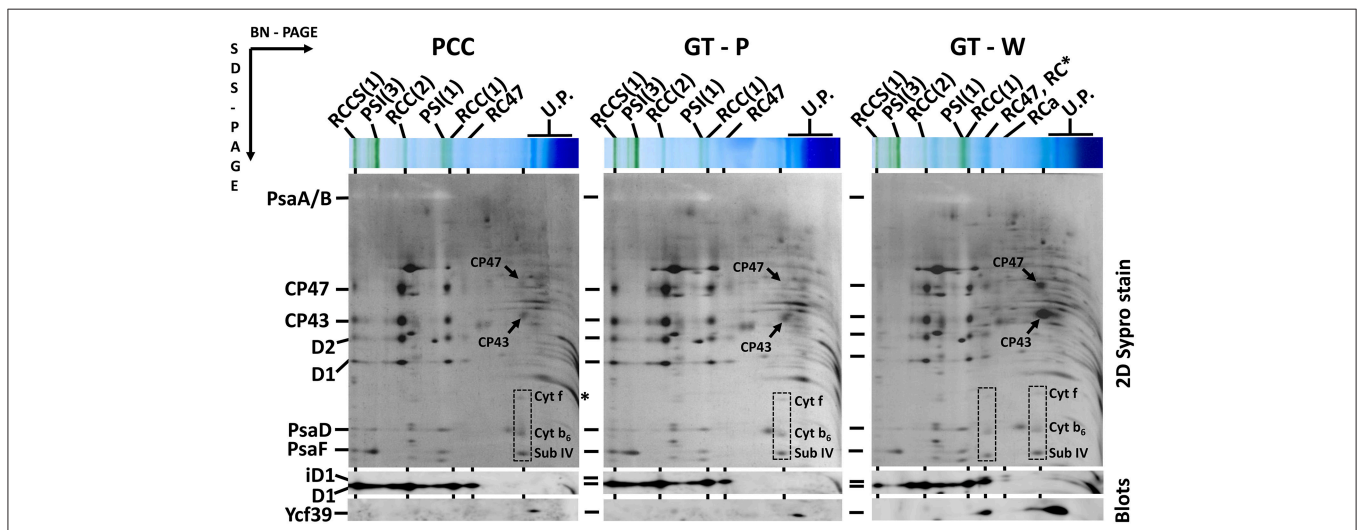 BN - PAGE
SDS-PAGE
PCC
GT - P
GT - W
RCCS(1)
PSI(3)
RCC(2)
PSI(1)
RCC(1)
RC47
U.P.
RCCS(1)
PSI(3)
RCC(2)
PSI(1)
RCC(1)
RC47
U.P.
RCCS(1)
PSI(3)
RCC(2)
PSI(1)
RCC(1)
RC47, RC*
RCa
U.P.
PsaA/B
CP47
CP43
D2
D1
PsaD
PsaF
iD1
D1
Ycf39
CP47
CP43
Cyt f
Cyt b6
Sub IV
*
CP47
CP43
Cyt f
Cyt b6
Sub IV
CP47
CP43
Cyt f
Cyt b6
Sub IV
2D Sypro stain
Blots